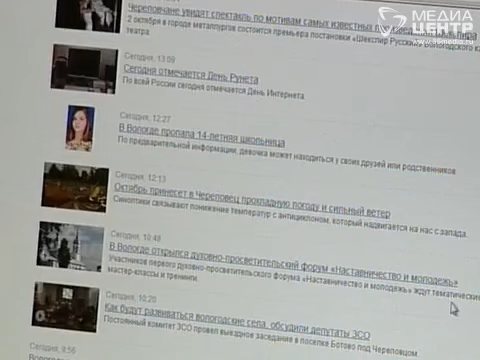 МЕДИА
ЦЕНТР
Череповчане увидят спектакль по мотивам самых известных
2 октября в городе металлургов состоится премьера постановки «Шекспир Русский» Вологодского
театра
Сегодня, 13:09
Сегодня отмечается День Рунета
По всей России сегодня отмечается День Интернета.
Сегодня, 12:27
В Вологде пропала 14-летняя школьница
По предварительной информации, девочка может находиться у своих друзей или родственников.
Сегодня, 12:13
Октябрь принесет в Череповец прохладную погоду и сильный ветер
Синоптики связывают понижение температур с антициклоном, который надвигается на нас с запада.
Сегодня, 10:48
В Вологде открылся духовно-просветительский форум «Наставничество и молодежь»
Участников первого духовно-просветительского форума «Наставничество и молодежь» ждут тематические
мастер-классы и тренинги.
Сегодня, 10:20
Как будут развиваться вологодские села, обсудили депутаты ЗСО
Постоянный комитет ЗСО провел выездное заседание в поселке Ботово под Череповцом.
Сегодня, 9:56